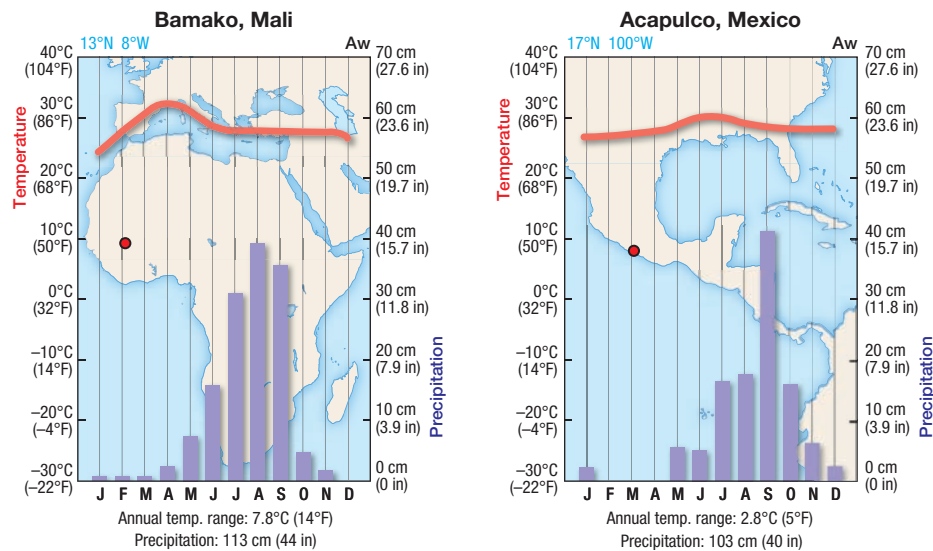 Bamako, Mali
13°N 8°W
Aw
40°C
(104°F)
30°C
(86°F)
20°C
(68°F)
10°C
(50°F)
0°C
(32°F)
–10°C
(14°F)
–20°C
(–4°F)
–30°C
(–22°F)
Temperature
70 cm
(27.6 in)
60 cm
(23.6 in)
50 cm
(19.7 in)
40 cm
(15.7 in)
30 cm
(11.8 in)
20 cm
(7.9 in)
10 cm
(3.9 in)
0 cm
(0 in)
Precipitation
J F M A M J J A S O N D
Annual temp. range: 7.8°C (14°F)
Precipitation: 113 cm (44 in)
Acapulco, Mexico
17°N 100°W
Aw
40°C
(104°F)
30°C
(86°F)
20°C
(68°F)
10°C
(50°F)
0°C
(32°F)
–10°C
(14°F)
–20°C
(–4°F)
–30°C
(–22°F)
Temperature
70 cm
(27.6 in)
60 cm
(23.6 in)
50 cm
(19.7 in)
40 cm
(15.7 in)
30 cm
(11.8 in)
20 cm
(7.9 in)
10 cm
(3.9 in)
0 cm
(0 in)
Precipitation
J F M A M J J A S O N D
Annual temp. range: 2.8°C (5°F)
Precipitation: 103 cm (40 in)